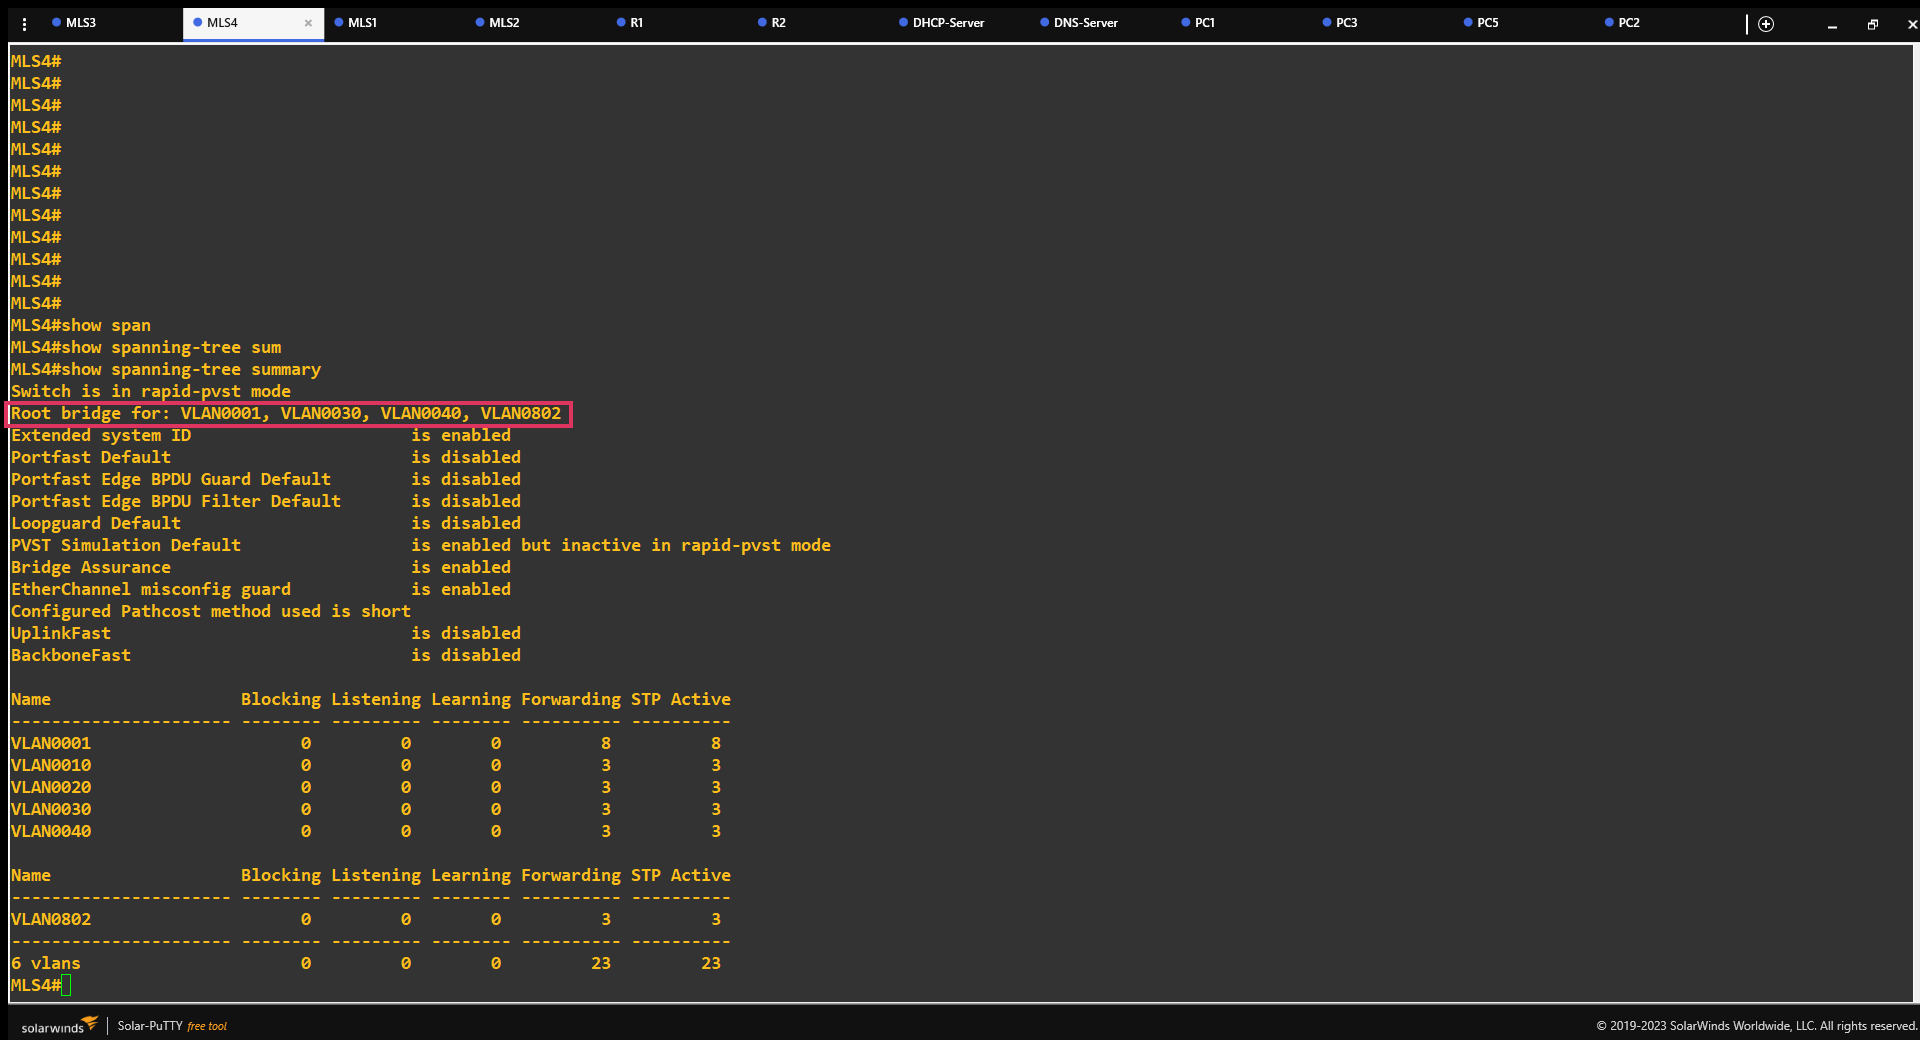 MLS3 MLS4 × MLS1 MLS2 R1 R2 DHCP-Server DNS-Server PC1 PC3 PC5 PC2
MLS4#
MLS4#
MLS4#
MLS4#
MLS4#
MLS4#
MLS4#
MLS4#
MLS4#
MLS4#
MLS4#
MLS4#
MLS4#show span
MLS4#show spanning-tree sum
MLS4#show spanning-tree summary
Switch is in rapid-pvst mode
Root bridge for: VLAN0001, VLAN0030, VLAN0040, VLAN0802
Extended system ID                      is enabled
Portfast Default                        is disabled
Portfast Edge BPDU Guard Default        is disabled
Portfast Edge BPDU Filter Default       is disabled
Loopguard Default                       is disabled
PVST Simulation Default                 is enabled but inactive in rapid-pvst mode
Bridge Assurance                        is enabled
EtherChannel misconfig guard            is enabled
Configured Pathcost method used is short
UplinkFast                              is disabled
BackboneFast                            is disabled
Name                   Blocking Listening Learning Forwarding STP Active
---------------------- -------- --------- -------- ---------- ----------
VLAN0001                     0         0        0          8          8
VLAN0010                     0         0        0          3          3
VLAN0020                     0         0        0          3          3
VLAN0030                     0         0        0          3          3
VLAN0040                     0         0        0          3          3
Name                   Blocking Listening Learning Forwarding STP Active
---------------------- -------- --------- -------- ---------- ----------
VLAN0802                     0         0        0          3          3
---------------------- -------- --------- -------- ---------- ----------
6 vlans                      0         0        0         23         23
MLS4#
solarwinds | Solar-PuTTY free tool © 2019-2023 SolarWinds Worldwide, LLC. All rights reserved.